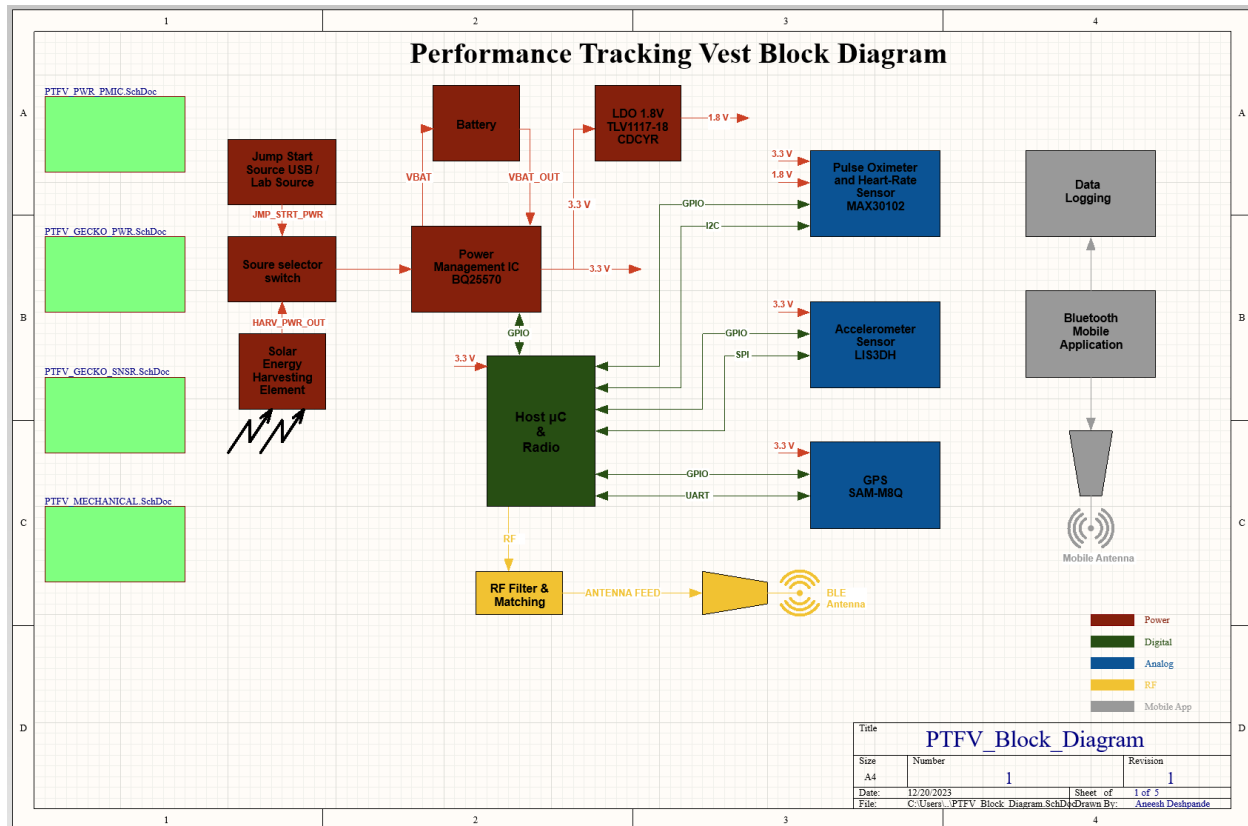 1 2 3 4
Performance Tracking Vest Block Diagram
A
A
PTFV_PWR_PMIC.SchDoc
Battery
LDO 1.8V
TLV1117-18
CDCYR
1.8 V
Jump Start
Source USB /
Lab Source
VBAT
VBAT_OUT
3.3 V
3.3 V
1.8 V
Pulse Oximeter
and Heart-Rate
Sensor
MAX30102
Data
Logging
GPIO
I2C
JMP_STRT_PWR
PTFV_GECKO_PWR.SchDoc
Soure selector
switch
Power
Management IC
BQ25570
3.3 V
B
B
HARV_PWR_OUT
GPIO
3.3 V
GPIO
SPI
Accelerometer
Sensor
LIS3DH
Bluetooth
Mobile
Application
Solar
Energy
Harvesting
Element
3.3 V
PTFV_GECKO_SNSR.SchDoc
Host µC
&
Radio
3.3 V
GPIO
UART
GPS
SAM-M8Q
PTFV_MECHANICAL.SchDoc
C
C
RF
Mobile Antenna
RF Filter &
Matching
ANTENNA FEED
BLE
Antenna
Power
Digital
Analog
RF
Mobile App
D
D
Title
PTFV_Block_Diagram
Size Number Revision
A4 1 1
Date: 12/20/2023 Sheet of 1 of 5
File: C:\Users\..\PTFV_Block_Diagram.SchDoc Drawn By: Aneesh Deshpande
1 2 3 4